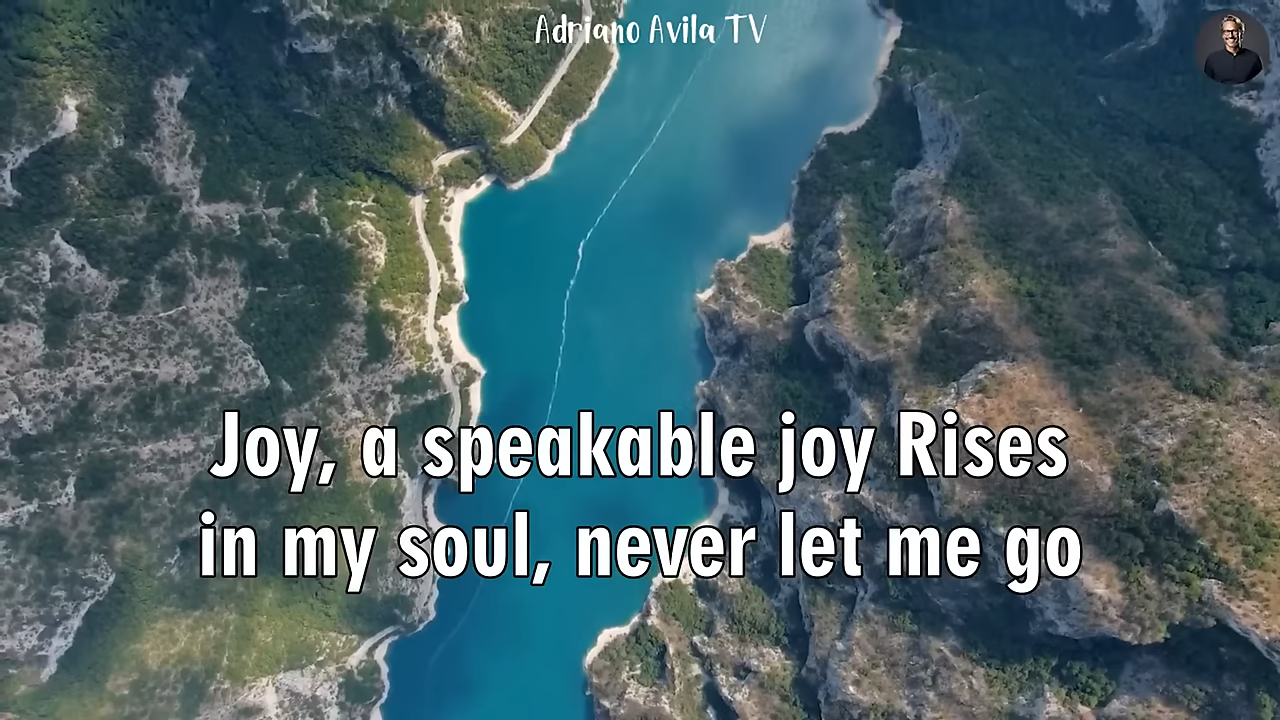 Adriano Avila TV
Joy, a speakable joy Rises
in my soul, never let me go